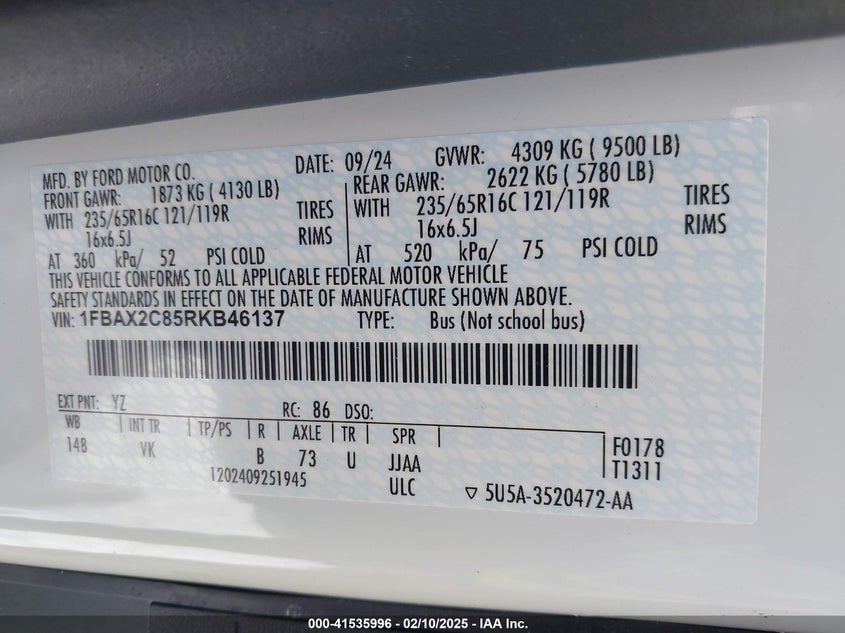 MFD. BY FORD MOTOR CO. DATE: 09/24 GVWR: 4309 KG ( 9500 LB)
FRONT GAWR: 1873 KG ( 4130 LB) REAR GAWR: 2622 KG ( 5780 LB)
WITH 235/65R16C 121/119R TIRES WITH 235/65R16C 121/119R TIRES
16x6.5J RIMS 16x6.5J RIMS
AT 360 kPa/ 52 PSI COLD AT 520 kPa/ 75 PSI COLD
THIS VEHICLE CONFORMS TO ALL APPLICABLE FEDERAL MOTOR VEHICLE
SAFETY STANDARDS IN EFFECT ON THE DATE OF MANUFACTURE SHOWN ABOVE.
VIN: 1FBAX2C85RKB46137 TYPE: Bus (Not school bus)
EXT PNT: YZ RC: 86 DSO:
WB INT TR TP/PS R AXLE TR SPR
148 VK B 73 U JJAA F0178
1202409251945 ULC T1311
▽ 5U5A-3520472-AA
000-41535996 - 02/10/2025 - IAA Inc.